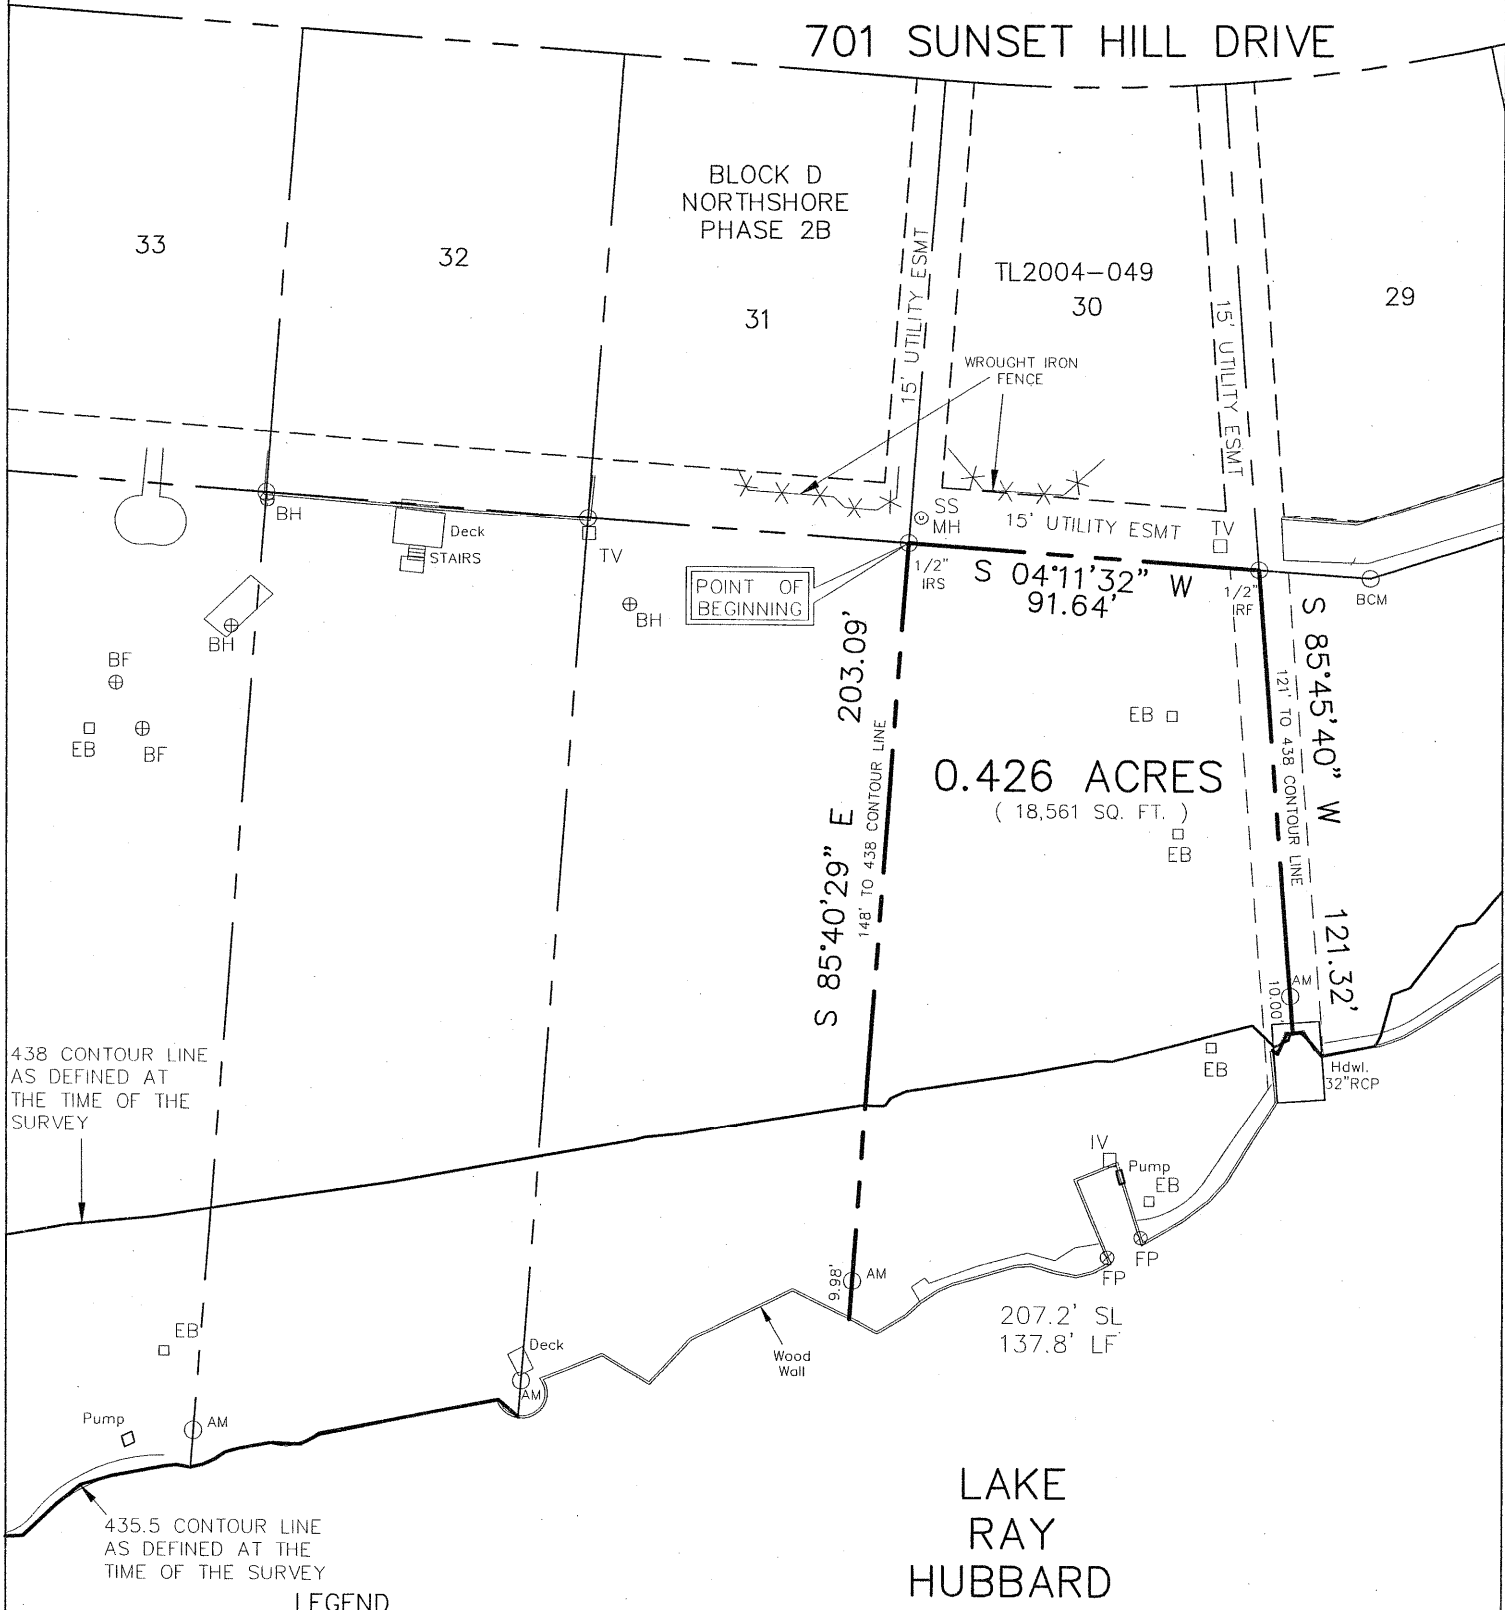 701 SUNSET HILL DRIVE
BLOCK D
NORTHSHORE
PHASE 2B
33
32
31
TL2004-049
30
29
15' UTILITY ESMT
15' UTILITY ESMT
WROUGHT IRON
FENCE
BH
Deck
STAIRS
TV
SS
MH
15' UTILITY ESMT
TV
POINT OF
BEGINNING
1/2"
IRS
S 04°11'32" W
91.64'
1/2"
IRF
BCM
BH
BH
BF
EB
BF
203.09'
S 85°40'29" E
148' TO 438 CONTOUR LINE
EB
0.426 ACRES
( 18,561 SQ. FT. )
EB
S 85°45'40" W
121.32'
121' TO 438 CONTOUR LINE
AM
10.00'
438 CONTOUR LINE
AS DEFINED AT
THE TIME OF THE
SURVEY
EB
Hdwl.
32"RCP
IV
Pump
EB
FP
FP
9.98'
AM
207.2' SL
137.8' LF
EB
Deck
AM
Wood
Wall
Pump
AM
435.5 CONTOUR LINE
AS DEFINED AT THE
TIME OF THE SURVEY
LAKE
RAY
HUBBARD
LEGEND